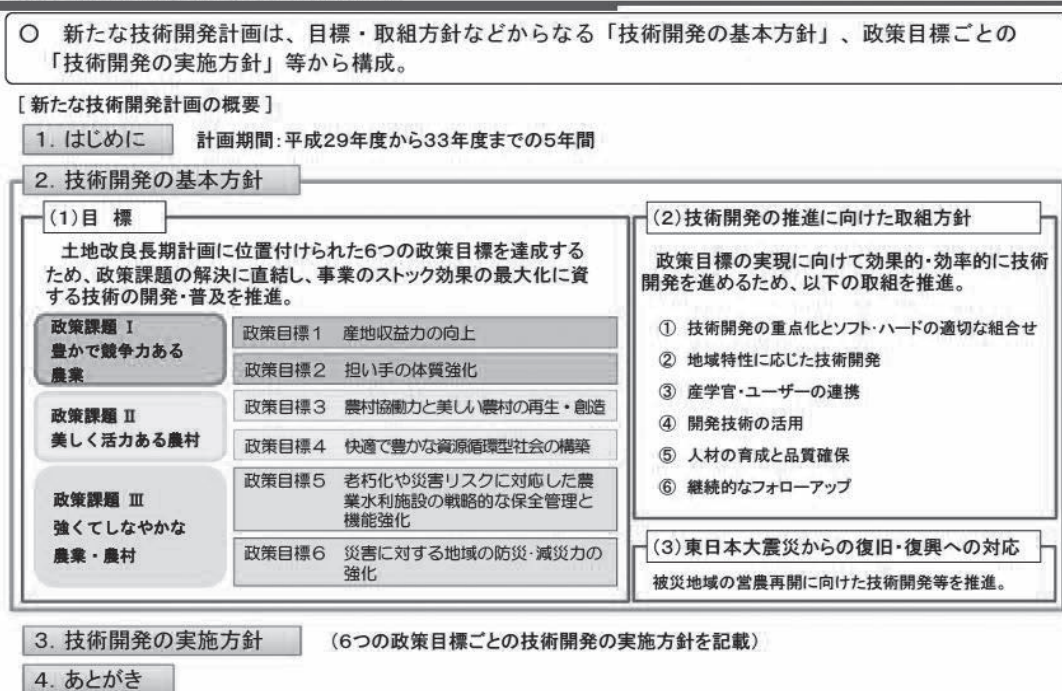 ○　新たな技術開発計画は、目標・取組方針などからなる「技術開発の基本方針」、政策目標ごとの
「技術開発の実施方針」等から構成。
[新たな技術開発計画の概要]
1. はじめに
計画期間:平成29年度から33年度までの5年間
2. 技術開発の基本方針
(1)目 標
土地改良長期計画に位置付けられた6つの政策目標を達成する
ため、政策課題の解決に直結し、事業のストック効果の最大化に資
する技術の開発・普及を推進。
政策課題 Ⅰ
豊かで競争力ある
農業
政策目標1　産地収益力の向上
政策目標2　担い手の体質強化
政策課題 Ⅱ
美しく活力ある農村
政策目標3　農村協働力と美しい農村の再生・創造
政策目標4　快適で豊かな資源循環型社会の構築
政策課題 Ⅲ
強くてしなやかな
農業・農村
政策目標5　老朽化や災害リスクに対応した農
業水利施設の戦略的な保全管理と
機能強化
政策目標6　災害に対する地域の防災・減災力の
強化
(2)技術開発の推進に向けた取組方針
政策目標の実現に向けて効果的・効率的に技術
開発を進めるため、以下の取組を推進。
① 技術開発の重点化とソフト・ハードの適切な組合せ
② 地域特性に応じた技術開発
③ 産学官・ユーザーの連携
④ 開発技術の活用
⑤ 人材の育成と品質確保
⑥ 継続的なフォローアップ
(3)東日本大震災からの復旧・復興への対応
被災地域の営農再開に向けた技術開発等を推進。
3. 技術開発の実施方針
(6つの政策目標ごとの技術開発の実施方針を記載)
4. あとがき